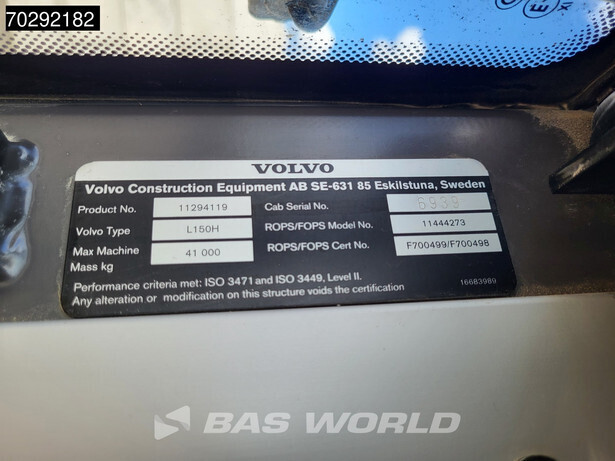 70292182
VOLVO
Volvo Construction Equipment AB SE-631 85 Eskilstuna, Sweden
Product No. 11294119 Cab Serial No. 6939
Volvo Type L150H ROPS/FOPS Model No. 11444273
Max Machine Mass kg 41 000 ROPS/FOPS Cert No. F700499/F700498
Performance criteria met: ISO 3471 and ISO 3449, Level II.
Any alteration or modification on this structure voids the certification
16683989
BAS WORLD